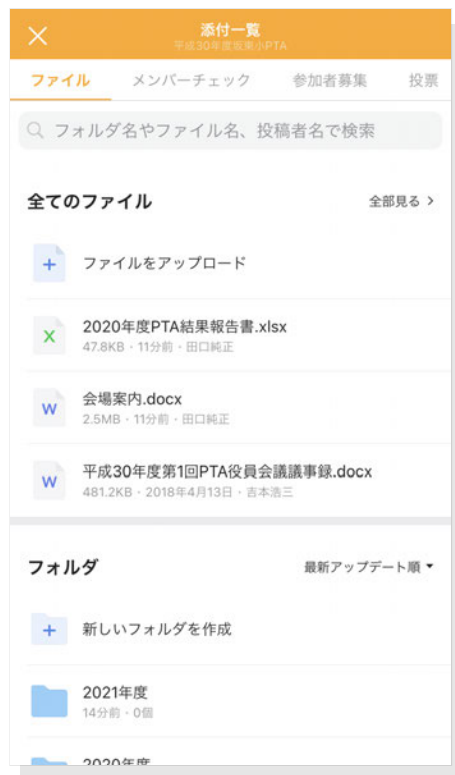 添付一覧
平成30年度坂東小PTA
ファイル メンバーチェック 参加者募集 投票
フォルダ名やファイル名、投稿者名で検索
全てのファイル 全部見る >
ファイルをアップロード
X 2020年度PTA結果報告書.xlsx
47.8KB・11分前・田口純正
W 会場案内.docx
2.5MB・11分前・田口純正
W 平成30年度第1回PTA役員会議議事録.docx
481.2KB・2018年4月13日・吉本浩三
フォルダ 最新アップデート順
新しいフォルダを作成
2021年度
14分前・0個
2020年度